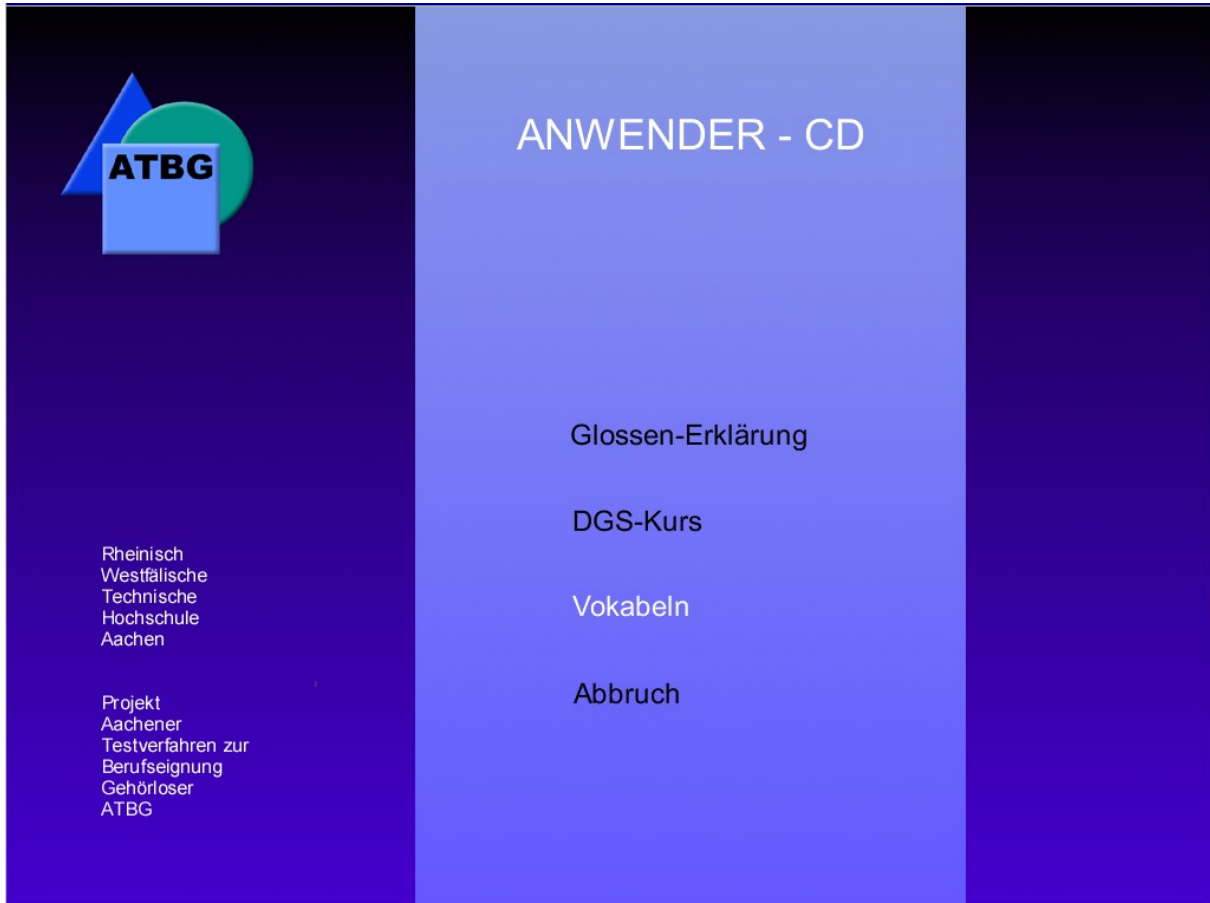 ATBG
ANWENDER - CD
Glossen-Erklärung
DGS-Kurs
Vokabeln
Abbruch
Rheinisch
Westfälische
Technische
Hochschule
Aachen
Projekt
Aachener
Testverfahren zur
Berufseignung
Gehörloser
ATBG